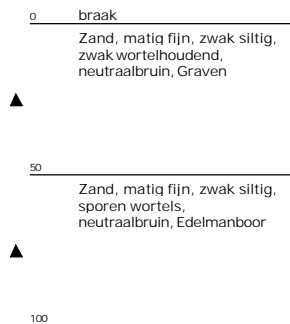 0 braak
Zand, matig fijn, zwak siltig,
zwak wortelhoudend,
neutraalbruin, Graven
50
Zand, matig fijn, zwak siltig,
sporen wortels,
neutraalbruin, Edelmanboor
100